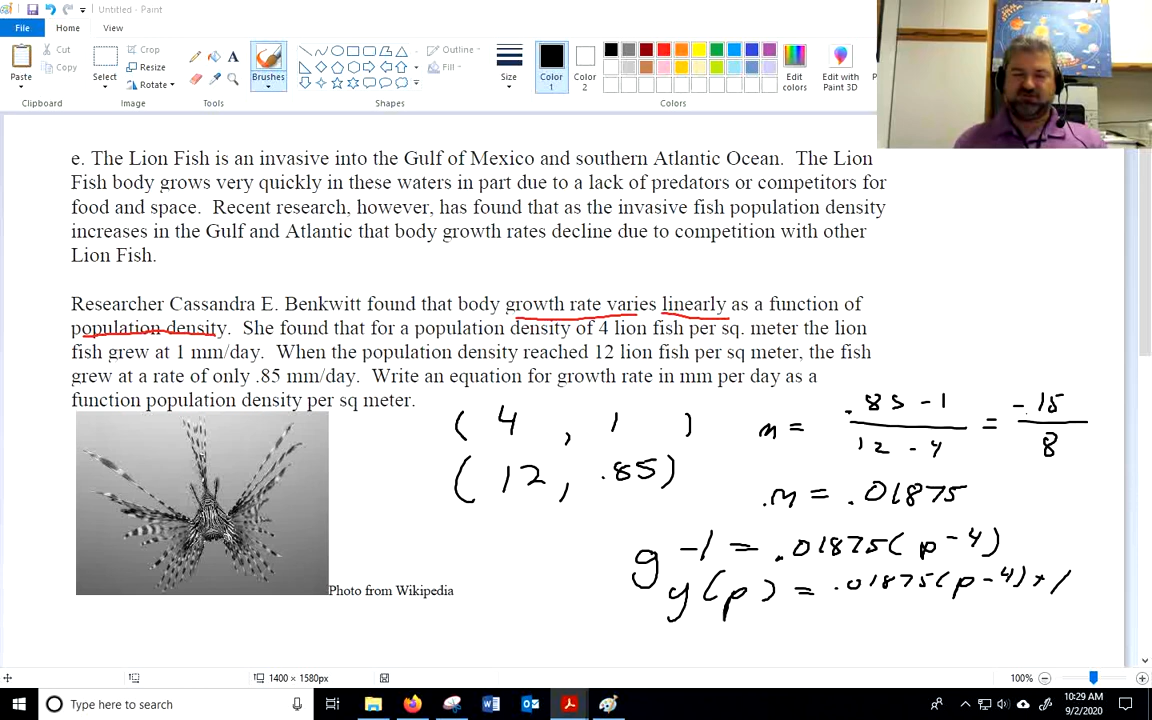 Untitled - Paint
File Home View
Paste Cut Copy Select Crop Resize Rotate Brushes Outline Fill Size Color 1 Color 2 Edit colors Edit with Paint 3D
Clipboard Image Tools Shapes Colors
e. The Lion Fish is an invasive into the Gulf of Mexico and southern Atlantic Ocean. The Lion
Fish body grows very quickly in these waters in part due to a lack of predators or competitors for
food and space. Recent research, however, has found that as the invasive fish population density
increases in the Gulf and Atlantic that body growth rates decline due to competition with other
Lion Fish.
Researcher Cassandra E. Benkwitt found that body growth rate varies linearly as a function of
population density. She found that for a population density of 4 lion fish per sq. meter the lion
fish grew at 1 mm/day. When the population density reached 12 lion fish per sq meter, the fish
grew at a rate of only .85 mm/day. Write an equation for growth rate in mm per day as a
function population density per sq meter.
( 4 , 1 )
( 12, .85)
m = .85 - 1 / 12 - 4 = -.15 / 8
m = .01875
g - 1 = .01875( p - 4)
g(p) = .01875(p - 4) + 1
Photo from Wikipedia
1400 × 1580px 100%
Type here to search
10:29 AM
9/2/2020